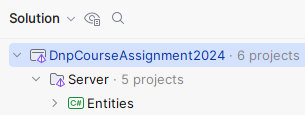 Solution
DnpCourseAssignment2024 · 6 projects
Server · 5 projects
C# Entities